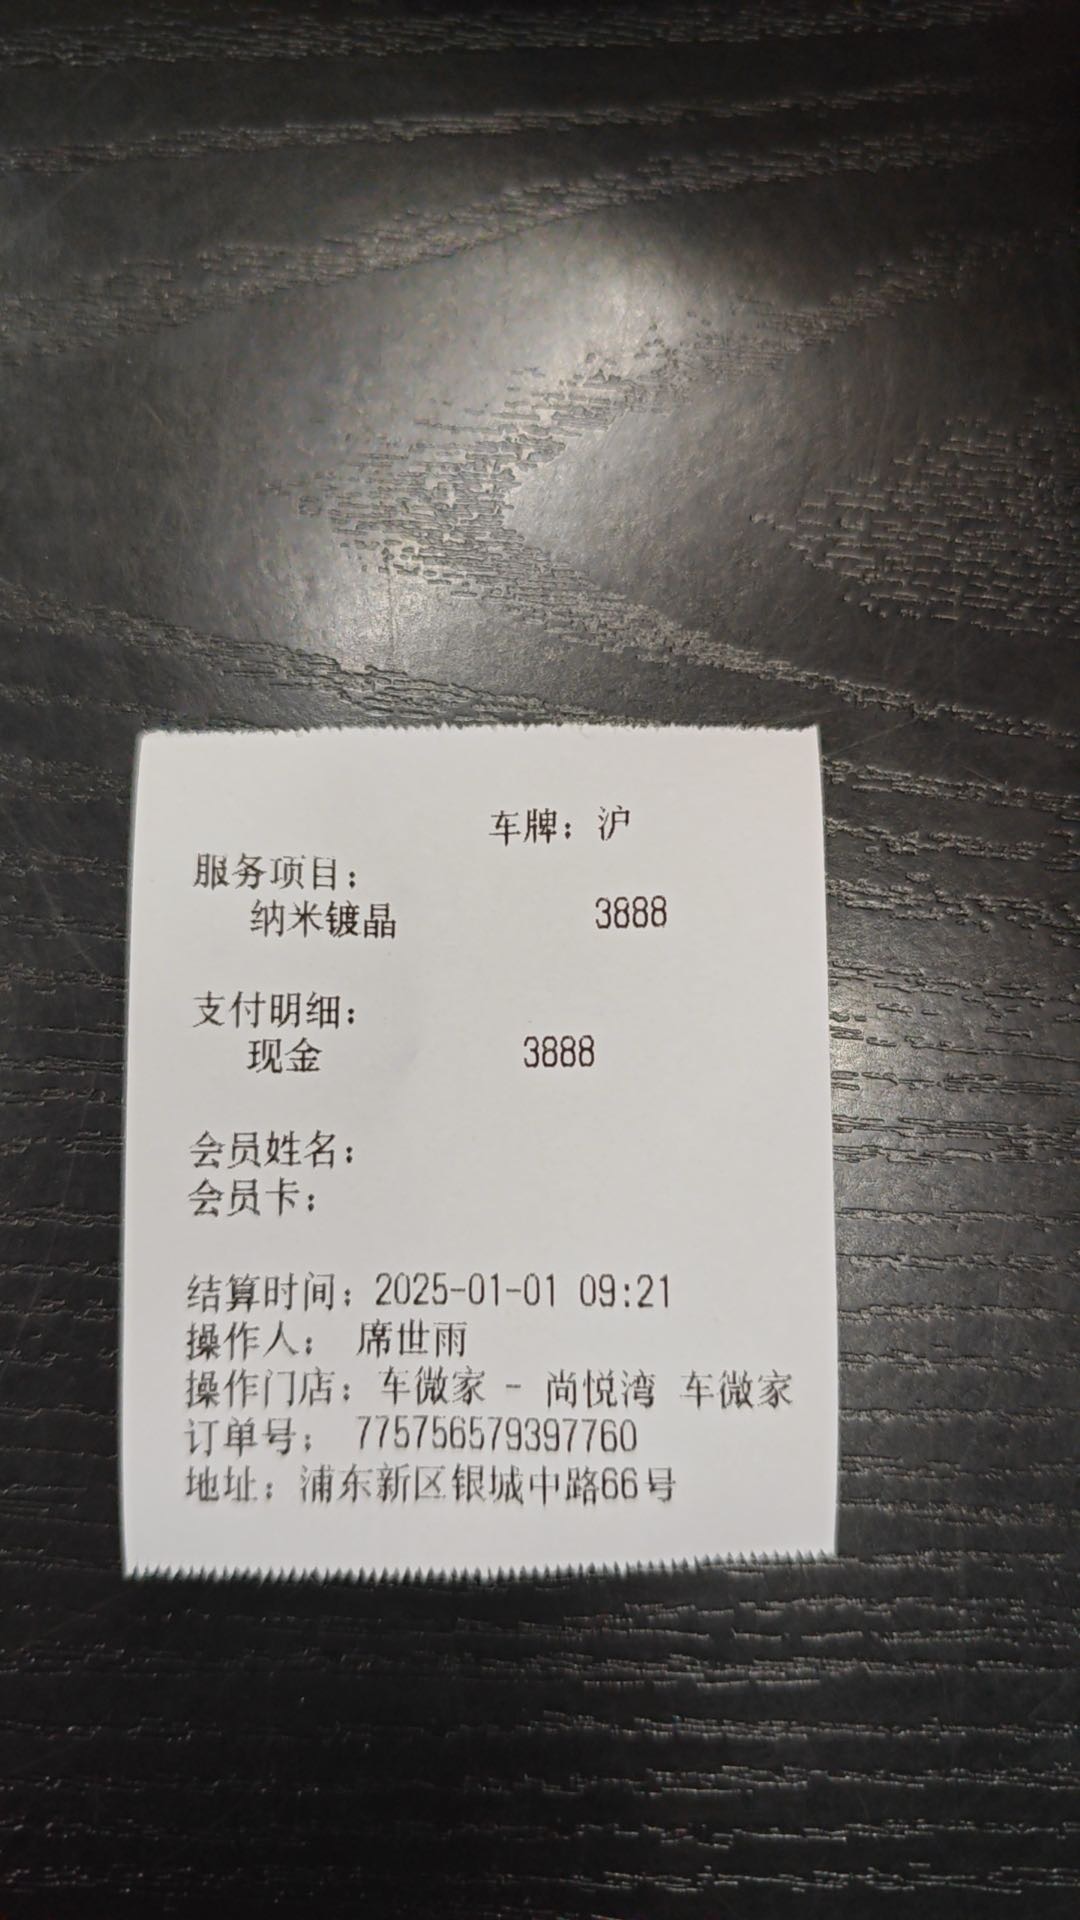 车牌：沪
服务项目：
纳米镀晶 3888
支付明细：
现金 3888
会员姓名：
会员卡：
结算时间：2025-01-01 09:21
操作人： 席世雨
操作门店：车微家 - 尚悦湾 车微家
订单号： 775756579397760
地址：浦东新区银城中路66号